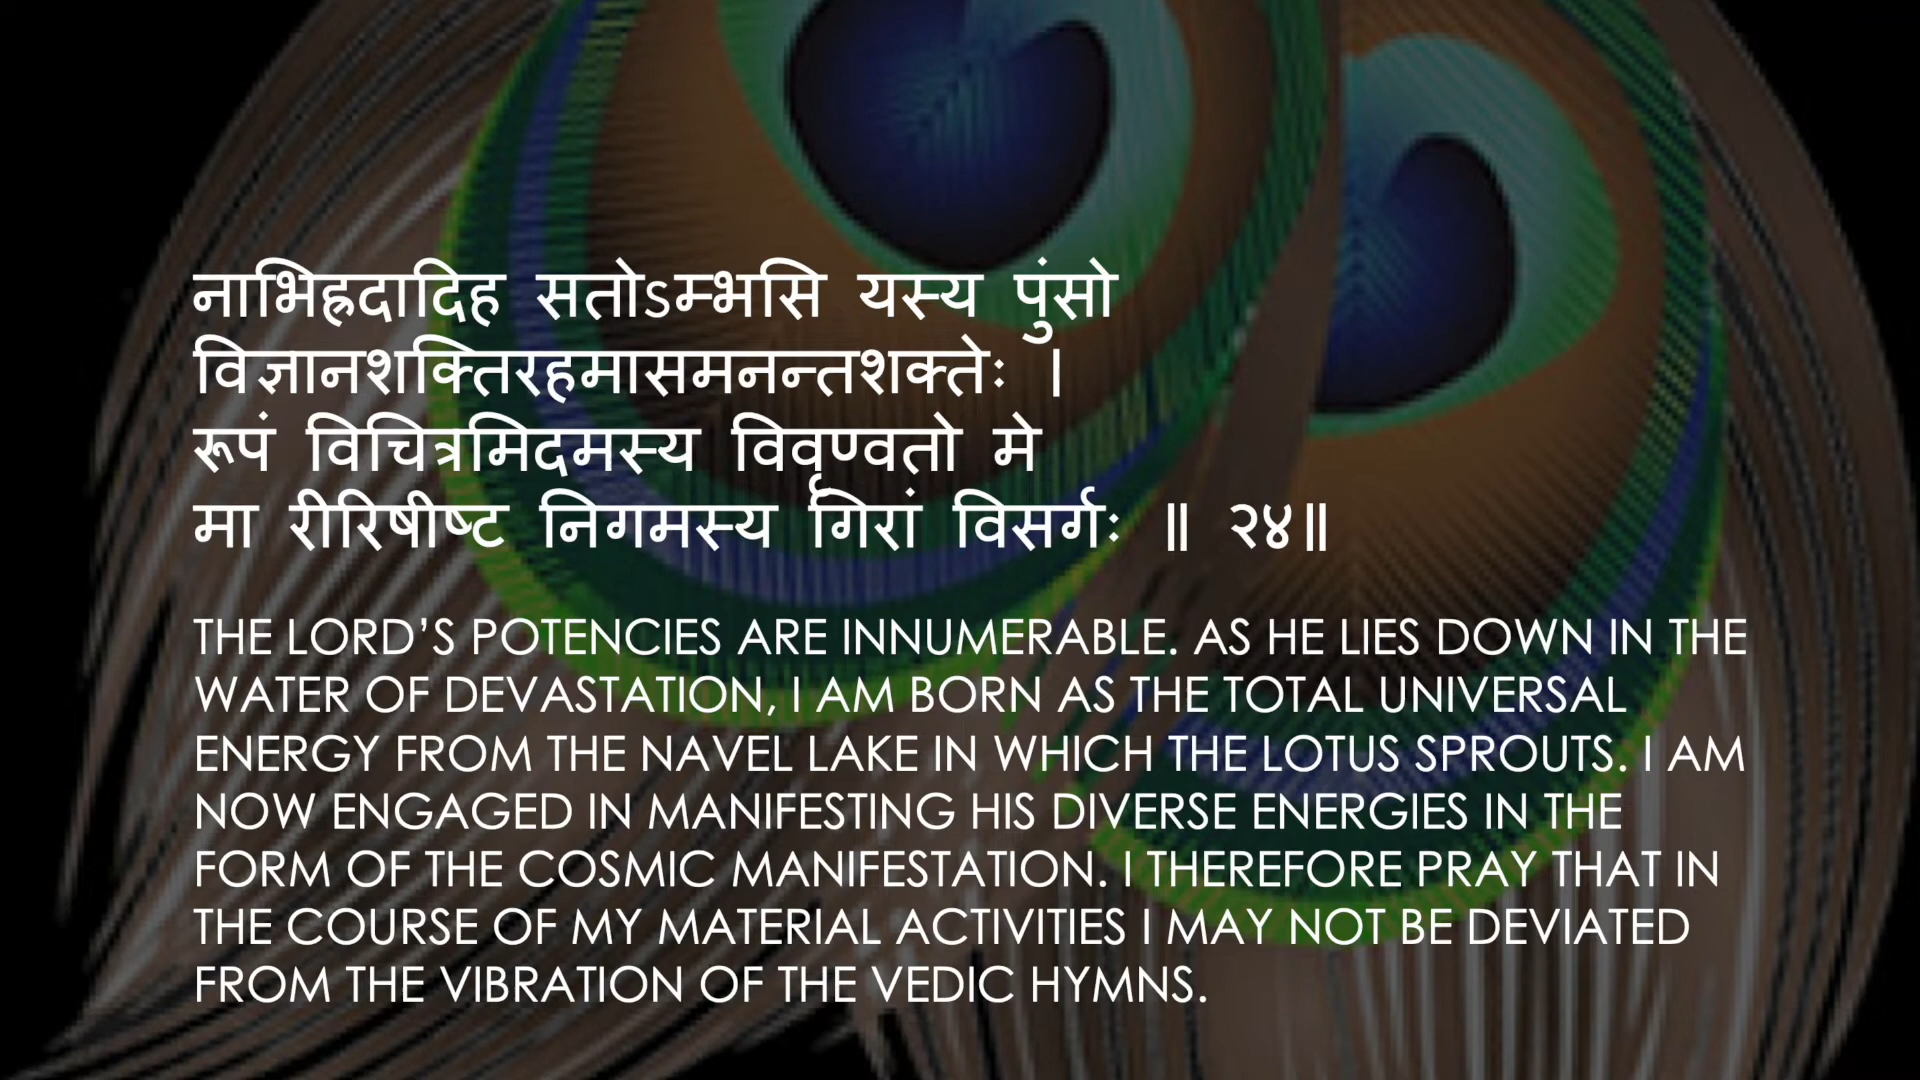 नाभिह्रदादिह सतोऽम्भसि यस्य पुंसो
विज्ञानशक्तिरहमासमनन्तशक्तेः ।
रूपं विचित्रमिदमस्य विवृण्वतो मे
मा रीरिषीष्ट निगमस्य गिरां विसर्गः ॥ २४॥
THE LORD’S POTENCIES ARE INNUMERABLE. AS HE LIES DOWN IN THE
WATER OF DEVASTATION, I AM BORN AS THE TOTAL UNIVERSAL
ENERGY FROM THE NAVEL LAKE IN WHICH THE LOTUS SPROUTS. I AM
NOW ENGAGED IN MANIFESTING HIS DIVERSE ENERGIES IN THE
FORM OF THE COSMIC MANIFESTATION. I THEREFORE PRAY THAT IN
THE COURSE OF MY MATERIAL ACTIVITIES I MAY NOT BE DEVIATED
FROM THE VIBRATION OF THE VEDIC HYMNS.